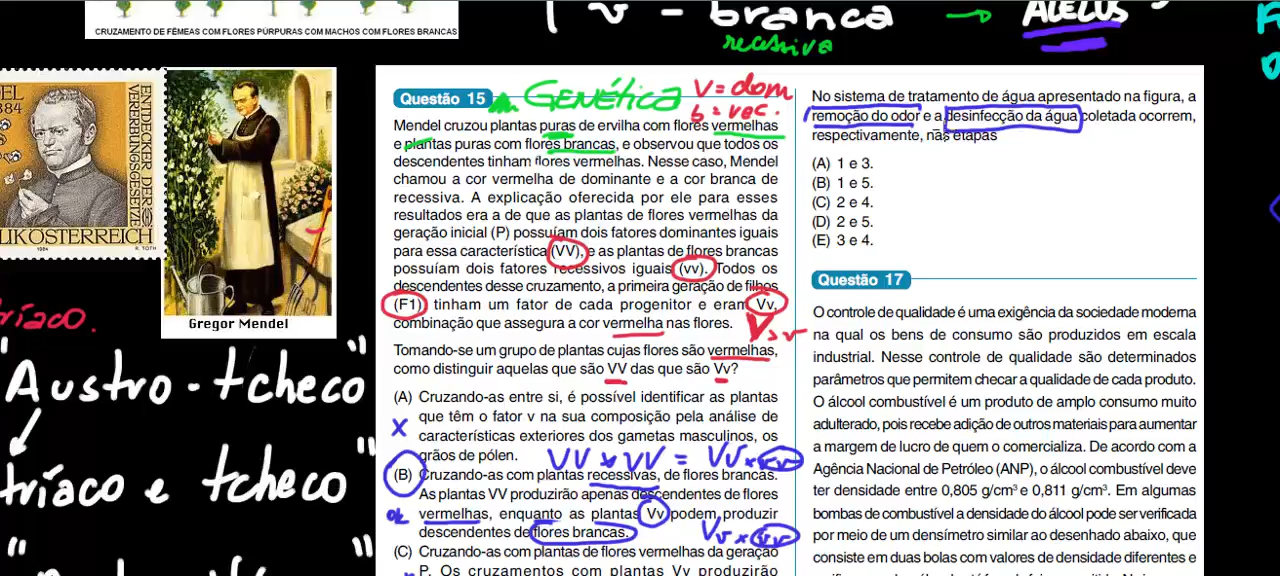 CRUZAMENTO DE FÊMEAS COM FLORES PÚRPURAS COM MACHOS COM FLORES BRANCAS
v - branca → ALELOS
recessiva
1884
ENTDECKER DER
VERERBUNGSGESETZE
REPUBLIK ÖSTERREICH
1984
R. TOTH
Gregor Mendel
ríaco.
"Austro-tcheco"
tríaco e tcheco"
"
Questão 15
GENÉTICA
V = dom
b = rec.
Mendel cruzou plantas puras de ervilha com flores vermelhas
e plantas puras com flores brancas, e observou que todos os
descendentes tinham flores vermelhas. Nesse caso, Mendel
chamou a cor vermelha de dominante e a cor branca de
recessiva. A explicação oferecida por ele para esses
resultados era a de que as plantas de flores vermelhas da
geração inicial (P) possuíam dois fatores dominantes iguais
para essa característica (VV), e as plantas de flores brancas
possuíam dois fatores recessivos iguais (vv). Todos os
descendentes desse cruzamento, a primeira geração de filhos
(F1) tinham um fator de cada progenitor e eram Vv,
combinação que assegura a cor vermelha nas flores.
Tomando-se um grupo de plantas cujas flores são vermelhas,
como distinguir aquelas que são VV das que são Vv?
(A) Cruzando-as entre si, é possível identificar as plantas
que têm o fator v na sua composição pela análise de
características exteriores dos gametas masculinos, os
grãos de pólen.
X
VV x VV = VV x vv
(B) Cruzando-as com plantas recessivas, de flores brancas.
As plantas VV produzirão apenas descendentes de flores
vermelhas, enquanto as plantas Vv podem produzir
descendentes de flores brancas.
ok
Vv x vv
(C) Cruzando-as com plantas de flores vermelhas da geração
P. Os cruzamentos com plantas Vv produzirão
No sistema de tratamento de água apresentado na figura, a
remoção do odor e a desinfecção da água coletada ocorrem,
respectivamente, nas etapas
(A) 1 e 3.
(B) 1 e 5.
(C) 2 e 4.
(D) 2 e 5.
(E) 3 e 4.
Questão 17
O controle de qualidade é uma exigência da sociedade moderna
na qual os bens de consumo são produzidos em escala
industrial. Nesse controle de qualidade são determinados
parâmetros que permitem checar a qualidade de cada produto.
O álcool combustível é um produto de amplo consumo muito
adulterado, pois recebe adição de outros materiais para aumentar
a margem de lucro de quem o comercializa. De acordo com a
Agência Nacional de Petróleo (ANP), o álcool combustível deve
ter densidade entre 0,805 g/cm³ e 0,811 g/cm³. Em algumas
bombas de combustível a densidade do álcool pode ser verificada
por meio de um densímetro similar ao desenhado abaixo, que
consiste em duas bolas com valores de densidade diferentes e